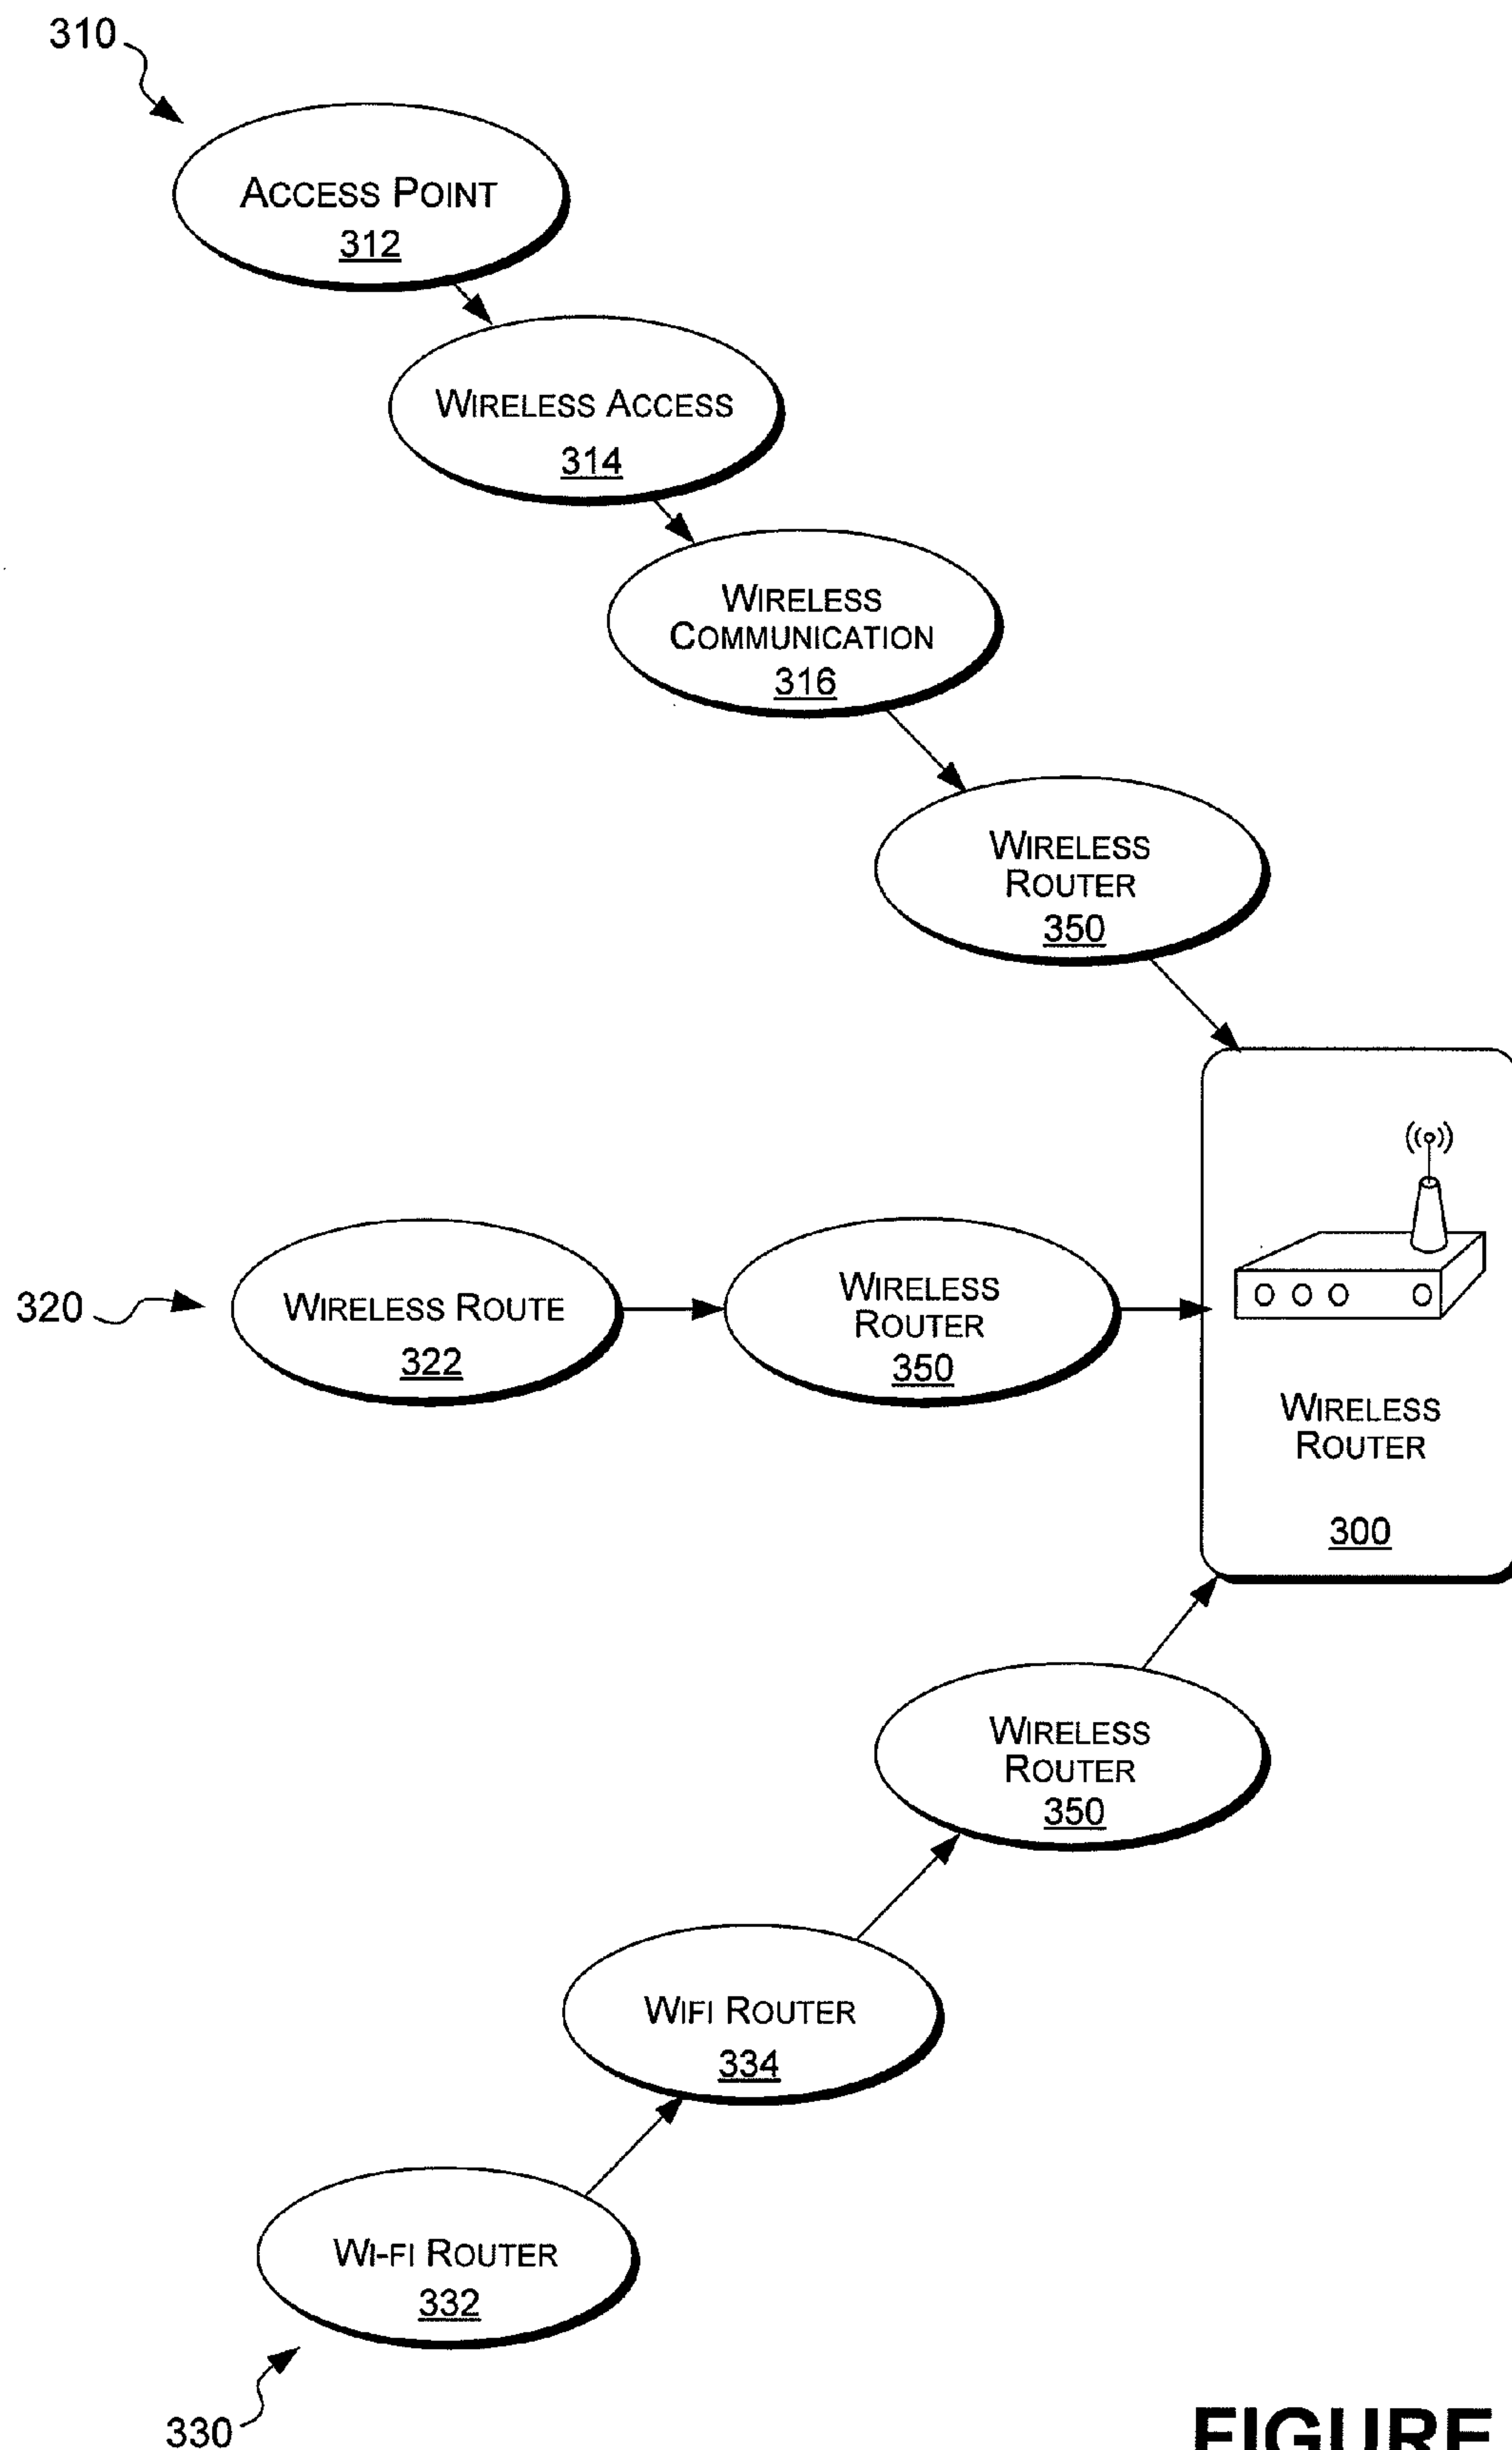 310
ACCESS POINT
312
WIRELESS ACCESS
314
WIRELESS
COMMUNICATION
316
WIRELESS
ROUTER
350
320
WIRELESS ROUTE
322
WIRELESS
ROUTER
350
WIRELESS
ROUTER
300
WIRELESS
ROUTER
350
WIFI ROUTER
334
WI-FI ROUTER
332
330
FIGURE